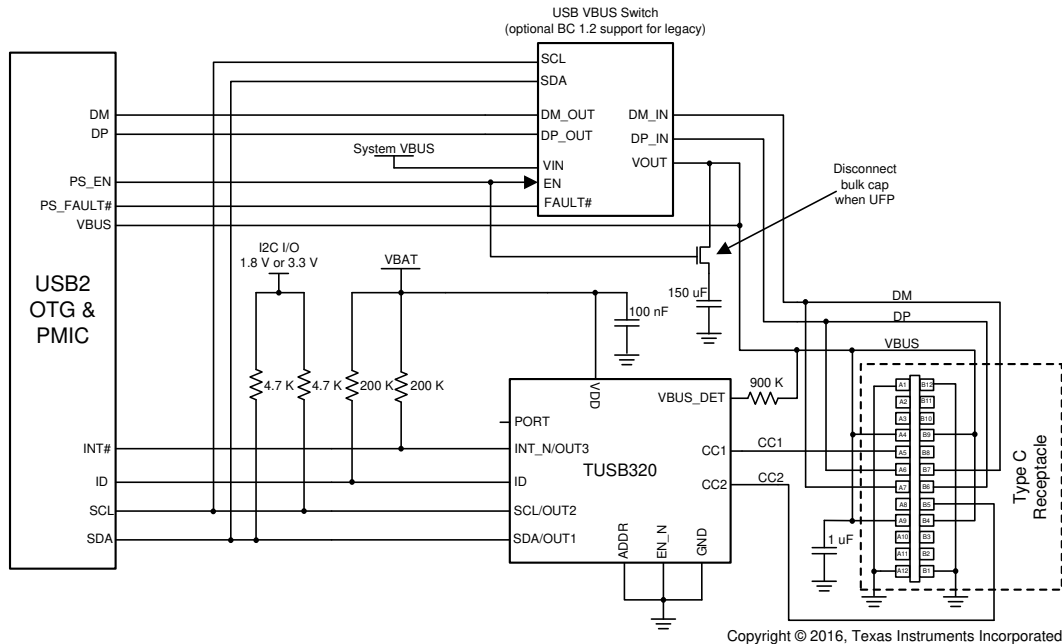 USB VBUS Switch
(optional BC 1.2 support for legacy)
SCL
SDA
DM
DM_OUT
DM_IN
DP
DP_OUT
DP_IN
System VBUS
VIN
VOUT
PS_EN
EN
PS_FAULT#
FAULT#
VBUS
Disconnect
bulk cap
when UFP
I2C I/O
1.8 V or 3.3 V
VBAT
150 uF
100 nF
USB2
OTG &
PMIC
DM
DP
VBUS
4.7 K
4.7 K
200 K
200 K
VDD
VBUS_DET
900 K
PORT
INT#
INT_N/OUT3
CC1
CC1
TUSB320
ID
ID
CC2
CC2
SCL
SCL/OUT2
SDA
SDA/OUT1
ADDR
EN_N
GND
1 uF
A1
B12
A2
B11
A3
B10
A4
B9
A5
B8
A6
B7
A7
B6
A8
B5
A9
B4
A10
B3
A11
B2
A12
B1
Type C
Receptacle
Copyright © 2016, Texas Instruments Incorporated